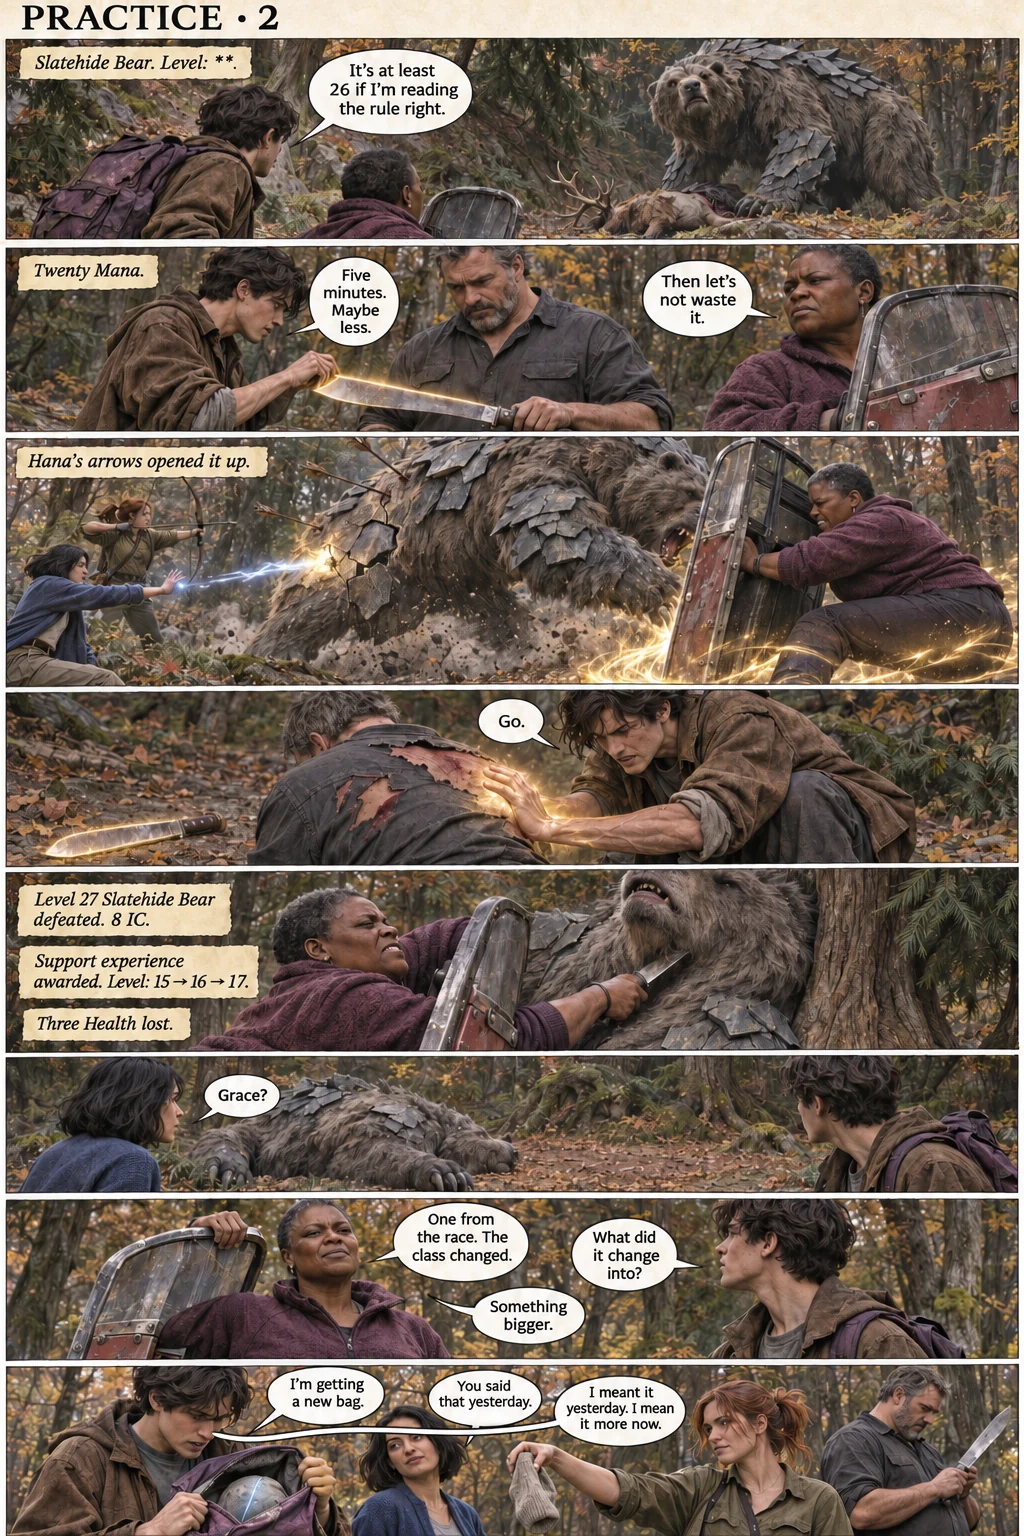 PRACTICE • 2
Slatehide Bear. Level: **.
It's at least
26 if I'm reading
the rule right.
Twenty Mana.
Five
minutes.
Maybe
less.
Then let's
not waste
it.
Hana's arrows opened it up.
Go.
Level 27 Slatehide Bear
defeated. 8 IC.
Support experience
awarded. Level: 15→16→17.
Three Health lost.
Grace?
One from
the race. The
class changed.
What did
it change
into?
Something
bigger.
I'm getting
a new bag.
You said
that yesterday.
I meant it
yesterday. I mean
it more now.